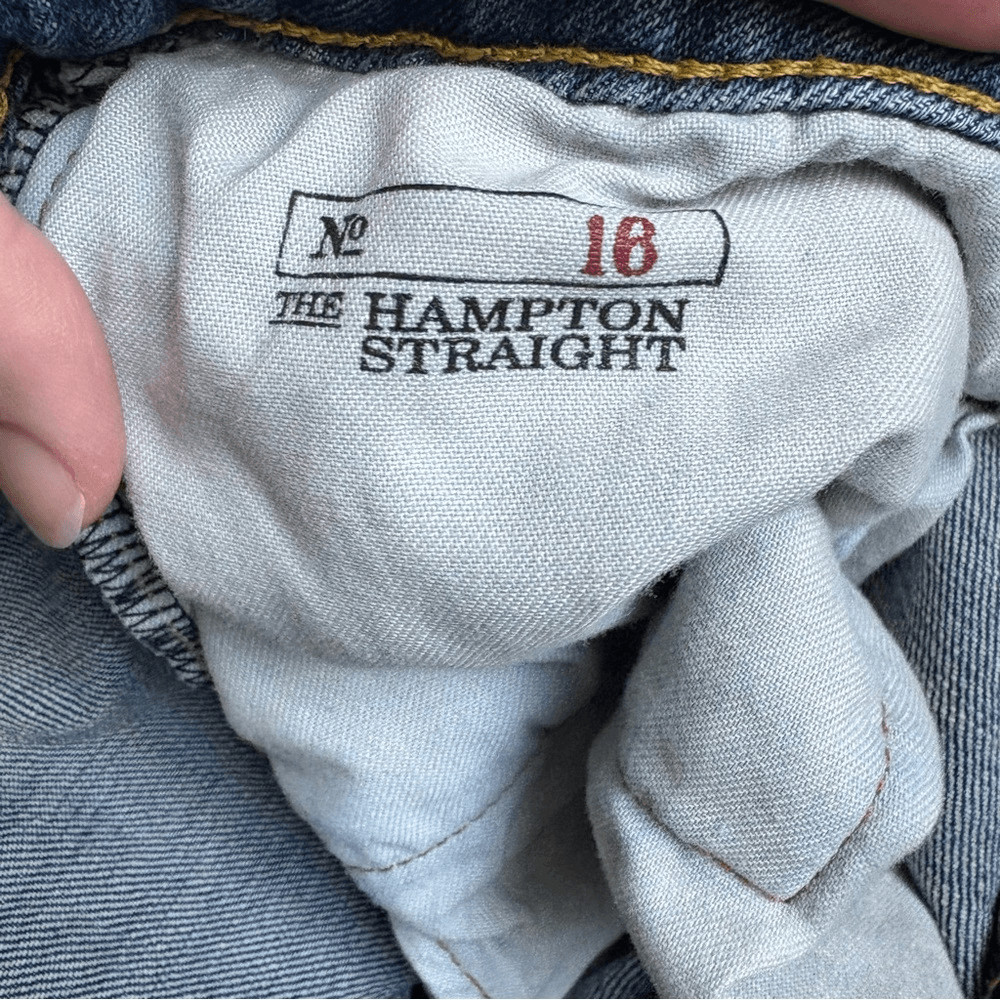 Nº 16
THE HAMPTON
STRAIGHT